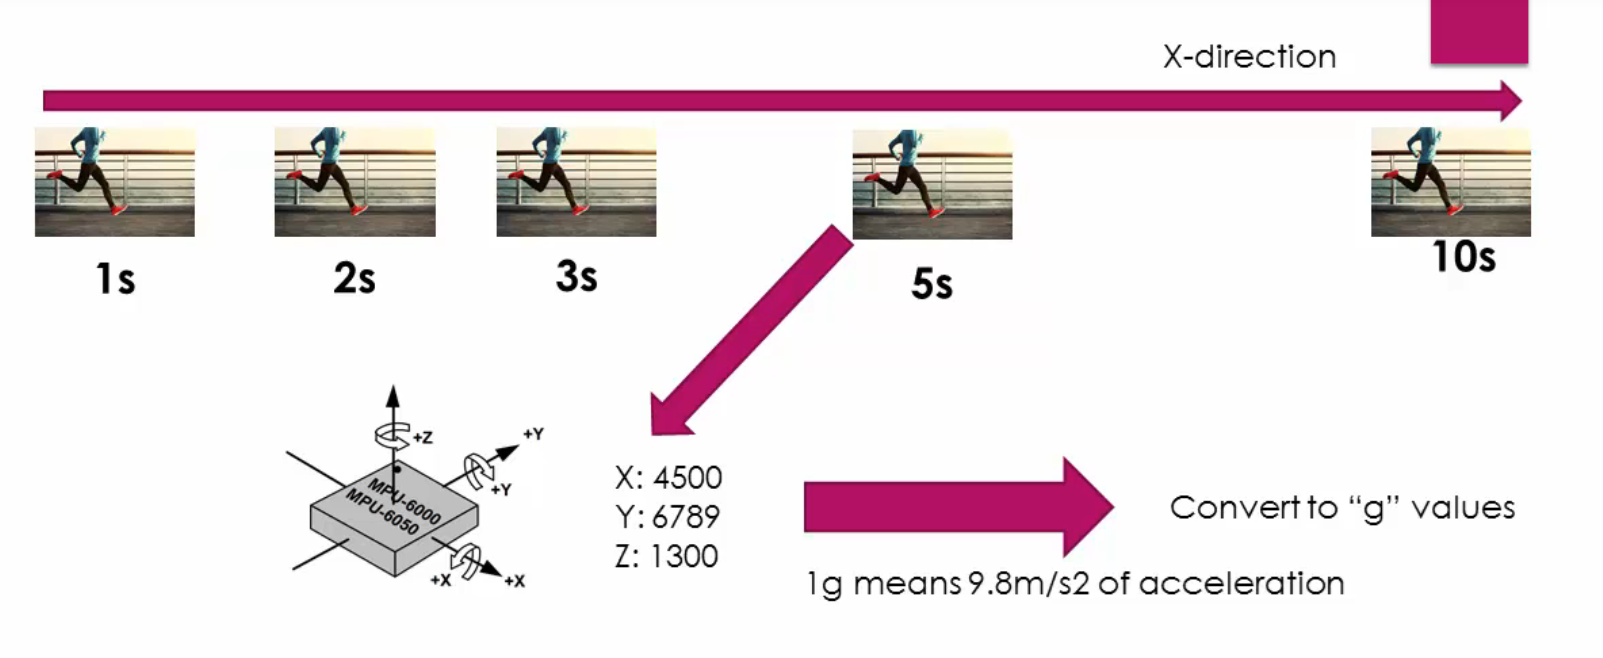 X-direction
1s
2s
3s
5s
10s
+Z
+Y
+Y
MPU-6000
MPU-6050
+X
+X
X: 4500
Y: 6789
Z: 1300
Convert to “g” values
1g means 9.8m/s2 of acceleration